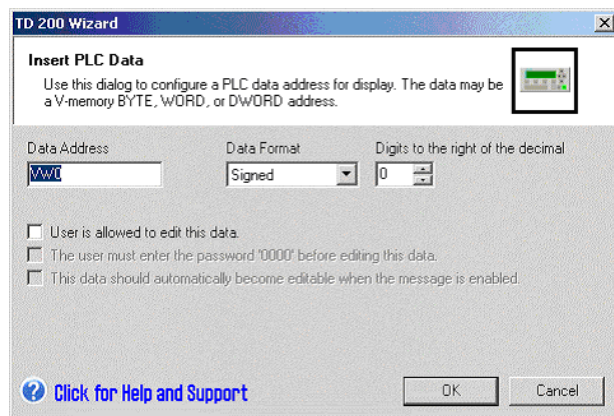 TD 200 Wizard
Insert PLC Data
Use this dialog to configure a PLC data address for display. The data may be
a V-memory BYTE, WORD, or DWORD address.
Data Address Data Format Digits to the right of the decimal
VW0 Signed 0
User is allowed to edit this data.
The user must enter the password '0000' before editing this data.
This data should automatically become editable when the message is enabled.
Click for Help and Support OK Cancel